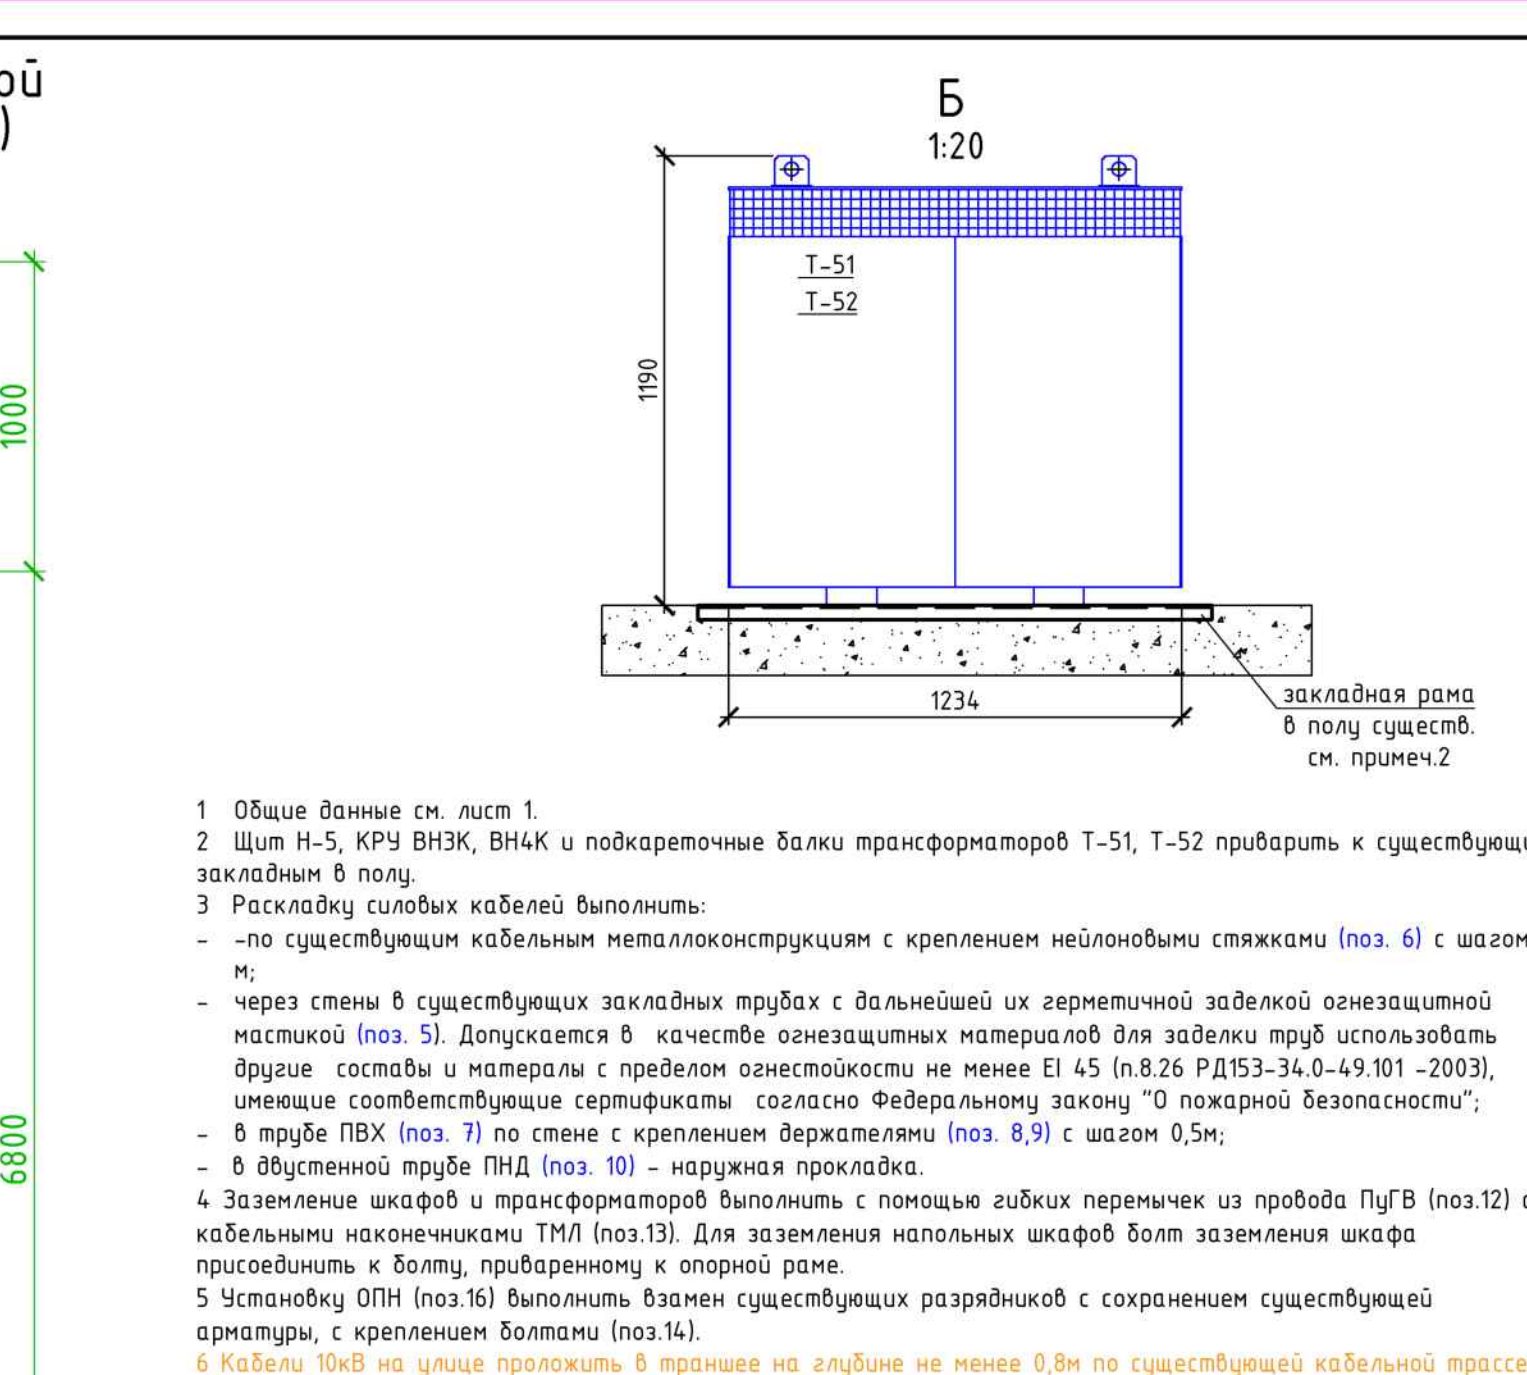 ой
)
Б
1:20
Т-51
Т-52
1190
1000
1234
закладная рама
в полу существ.
см. примеч.2
6800
1 Общие данные см. лист 1.
2 Щит Н-5, КРУ ВН3К, ВН4К и подкареточные балки трансформаторов Т-51, Т-52 приварить к существующи
закладным в полу.
3 Раскладку силовых кабелей выполнить:
- -по существующим кабельным металлоконструкциям с креплением нейлоновыми стяжками (поз. 6) с шагом
м;
- через стены в существующих закладных трубах с дальнейшей их герметичной заделкой огнезащитной
мастикой (поз. 5). Допускается в качестве огнезащитных материалов для заделки труб использовать
другие составы и матералы с пределом огнестойкости не менее EI 45 (п.8.26 РД153-34.0-49.101 -2003),
имеющие соответствующие сертификаты согласно Федеральному закону "О пожарной безопасности";
- в трубе ПВХ (поз. 7) по стене с креплением держателями (поз. 8,9) с шагом 0,5м;
- в двустенной трубе ПНД (поз. 10) - наружная прокладка.
4 Заземление шкафов и трансформаторов выполнить с помощью гибких перемычек из провода ПуГВ (поз.12) с
кабельными наконечниками ТМЛ (поз.13). Для заземления напольных шкафов болт заземления шкафа
присоединить к болту, приваренному к опорной раме.
5 Установку ОПН (поз.16) выполнить взамен существующих разрядников с сохранением существующей
арматуры, с креплением болтами (поз.14).
6 Кабели 10кВ на улице проложить в траншее на глубине не менее 0,8м по существующей кабельной трассе